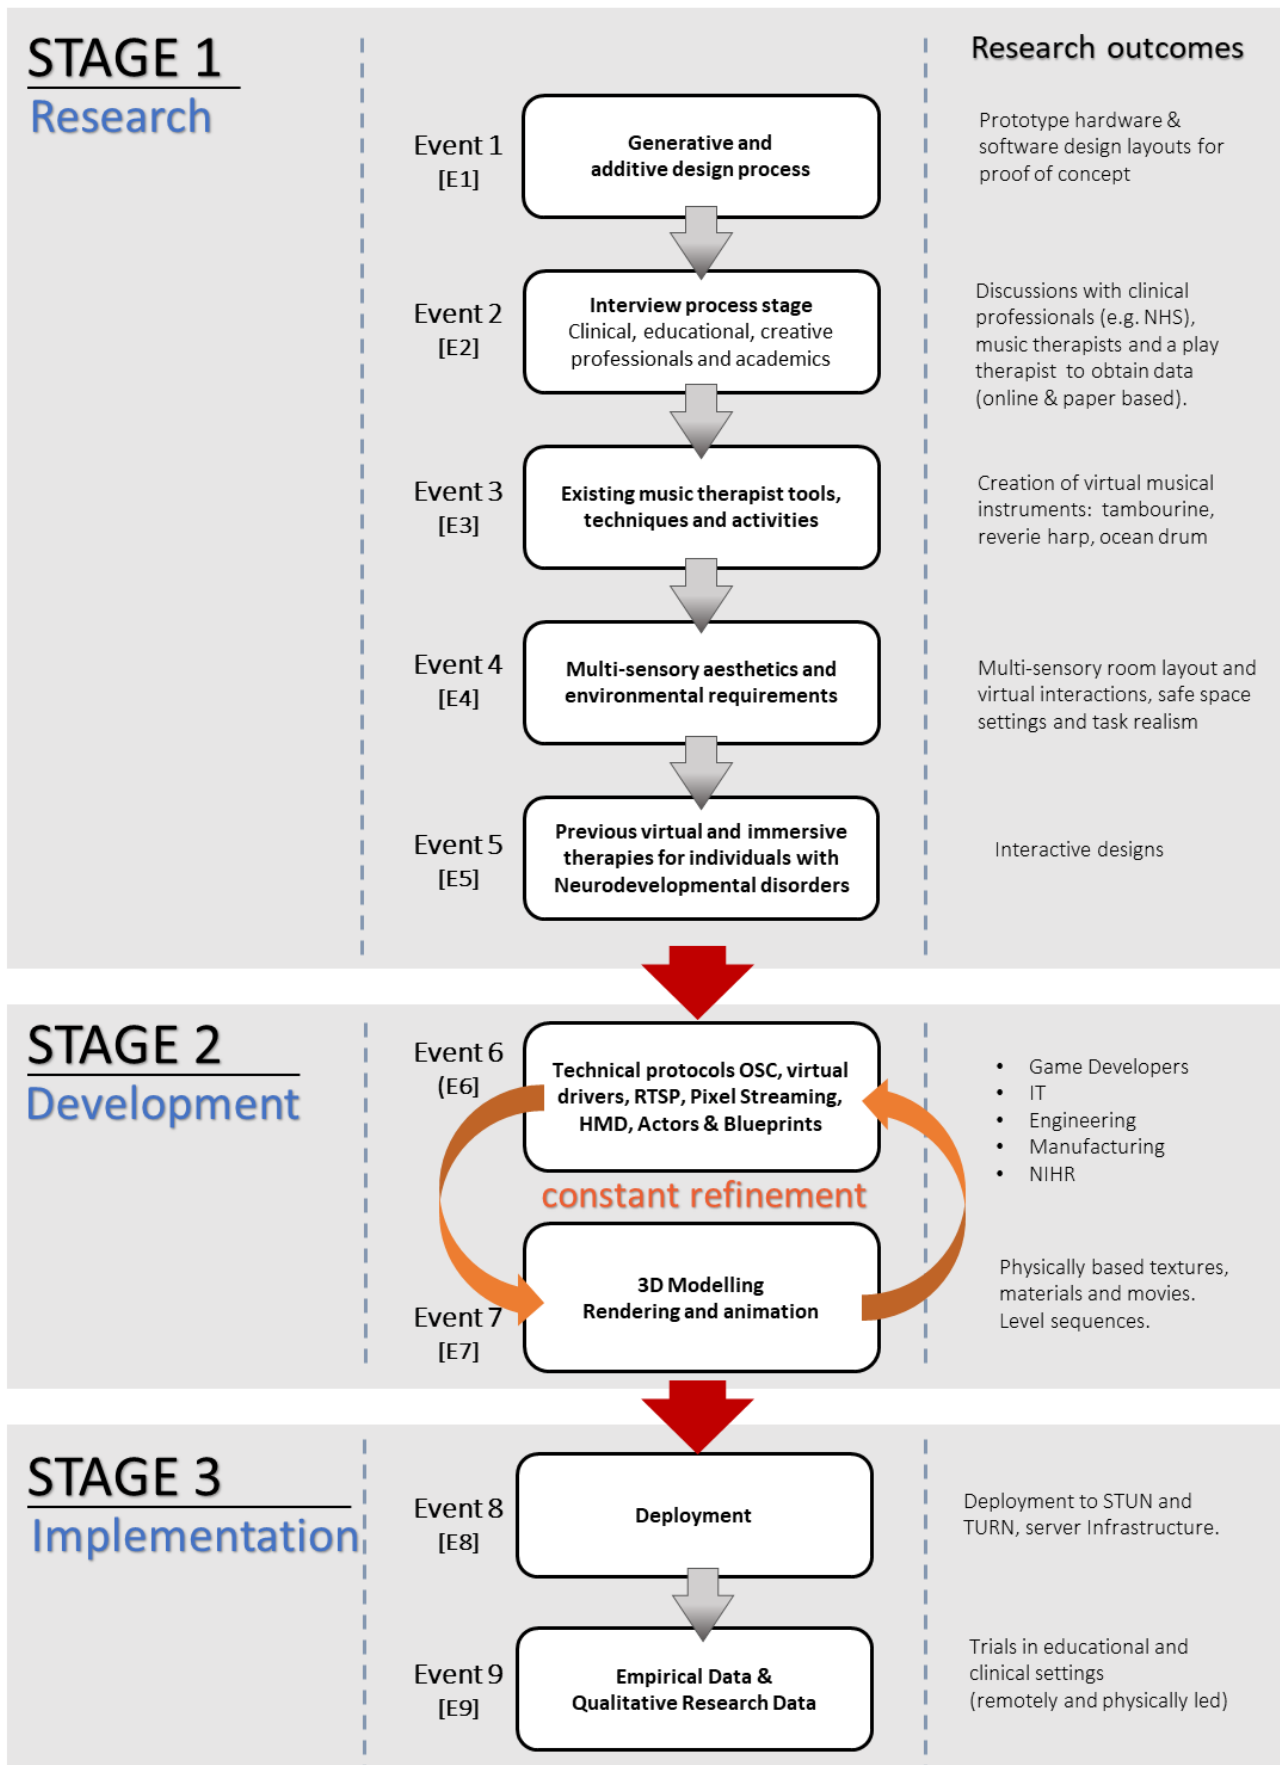 STAGE 1
Research
Research outcomes
Event 1
[E1]
Generative and
additive design process
Prototype hardware &
software design layouts for
proof of concept
Event 2
[E2]
Interview process stage
Clinical, educational, creative
professionals and academics
Discussions with clinical
professionals (e.g. NHS),
music therapists and a play
therapist to obtain data
(online & paper based).
Event 3
[E3]
Existing music therapist tools,
techniques and activities
Creation of virtual musical
instruments: tambourine,
reverie harp, ocean drum
Event 4
[E4]
Multi-sensory aesthetics and
environmental requirements
Multi-sensory room layout and
virtual interactions, safe space
settings and task realism
Event 5
[E5]
Previous virtual and immersive
therapies for individuals with
Neurodevelopmental disorders
Interactive designs
STAGE 2
Development
Event 6
(E6]
Technical protocols OSC, virtual
drivers, RTSP, Pixel Streaming,
HMD, Actors & Blueprints
• Game Developers
• IT
• Engineering
• Manufacturing
• NIHR
constant refinement
Event 7
[E7]
3D Modelling
Rendering and animation
Physically based textures,
materials and movies.
Level sequences.
STAGE 3
Implementation
Event 8
[E8]
Deployment
Deployment to STUN and
TURN, server Infrastructure.
Event 9
[E9]
Empirical Data &
Qualitative Research Data
Trials in educational and
clinical settings
(remotely and physically led)